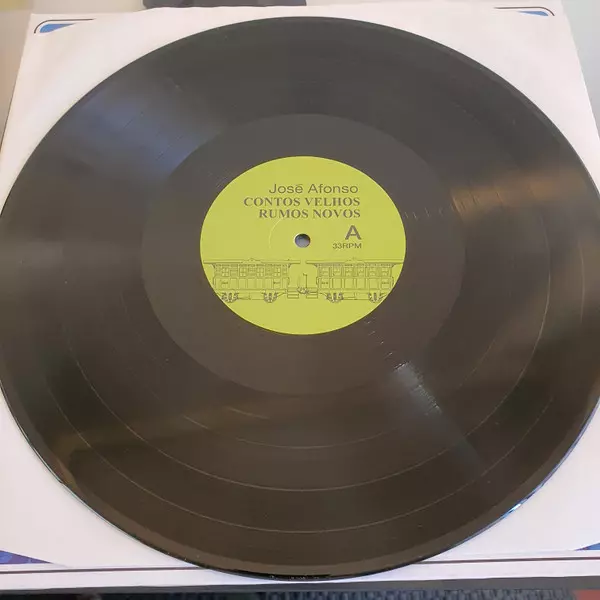 José Afonso
CONTOS VELHOS
RUMOS NOVOS
A
33RPM